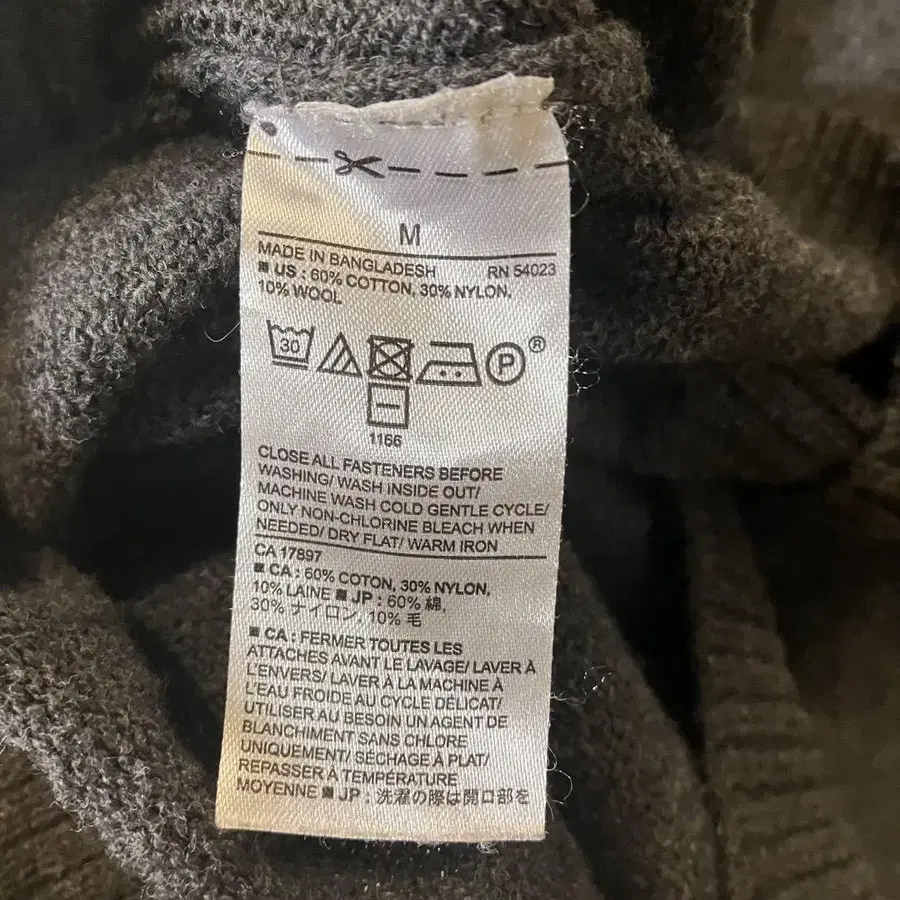 M
MADE IN BANGLADESH RN 54023
■ US : 60% COTTON, 30% NYLON,
10% WOOL
30 P ®
1166
CLOSE ALL FASTENERS BEFORE
WASHING/ WASH INSIDE OUT/
MACHINE WASH COLD GENTLE CYCLE/
ONLY NON-CHLORINE BLEACH WHEN
NEEDED/ DRY FLAT/ WARM IRON
CA 17897
■ CA : 60% COTON, 30% NYLON,
10% LAINE ■ JP : 60% 綿,
30% ナイロン, 10% 毛
■ CA : FERMER TOUTES LES
ATTACHES AVANT LE LAVAGE/ LAVER À
L'ENVERS/ LAVER À LA MACHINE À
L'EAU FROIDE AU CYCLE DÉLICAT/
UTILISER AU BESOIN UN AGENT DE
BLANCHIMENT SANS CHLORE
UNIQUEMENT/ SÉCHAGE À PLAT/
REPASSER À TEMPÉRATURE
MOYENNE ■ JP : 洗濯の際は開口部を